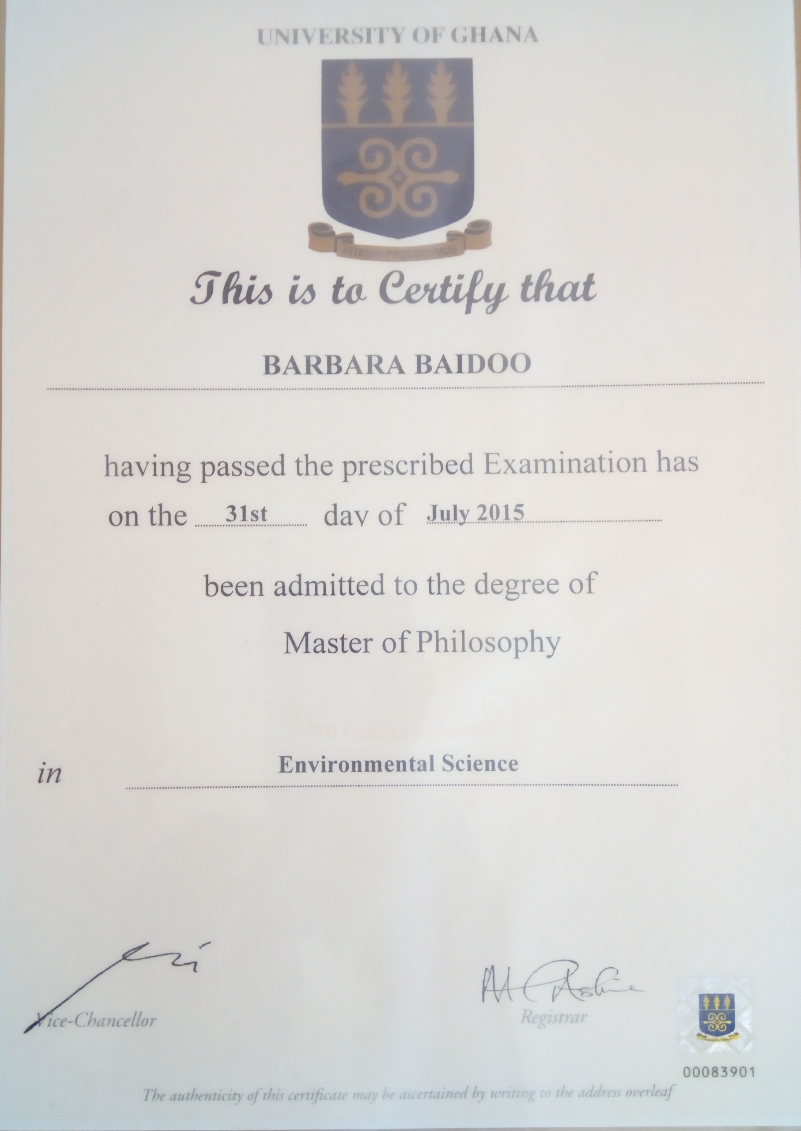 UNIVERSITY OF GHANA
This is to Certify that
BARBARA BAIDOO
having passed the prescribed Examination has
on the 31st day of July 2015
been admitted to the degree of
Master of Philosophy
in Environmental Science
Vice-Chancellor
Registrar
00083901
The authenticity of this certificate may be ascertained by writing to the address overleaf